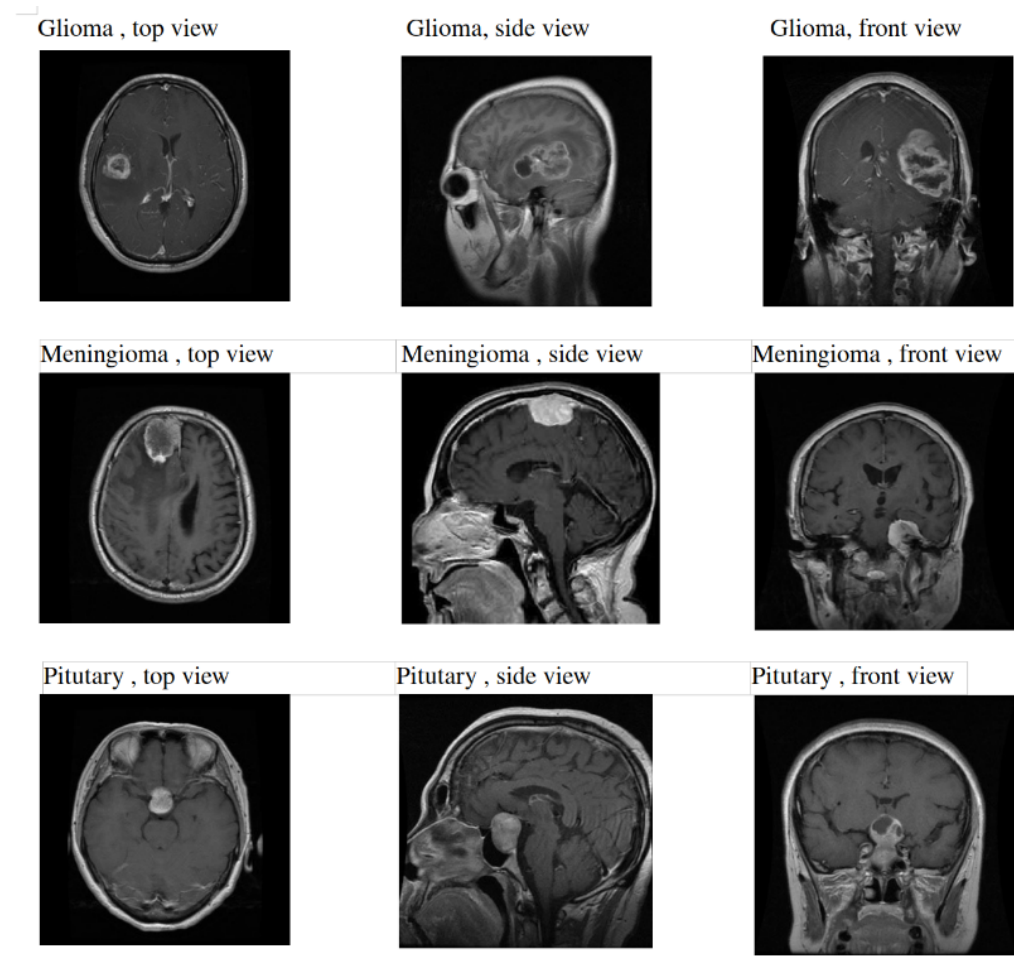 Glioma , top view
Glioma, side view
Glioma, front view
Meningioma , top view
Meningioma , side view
Meningioma , front view
Pitutary , top view
Pitutary , side view
Pitutary , front view